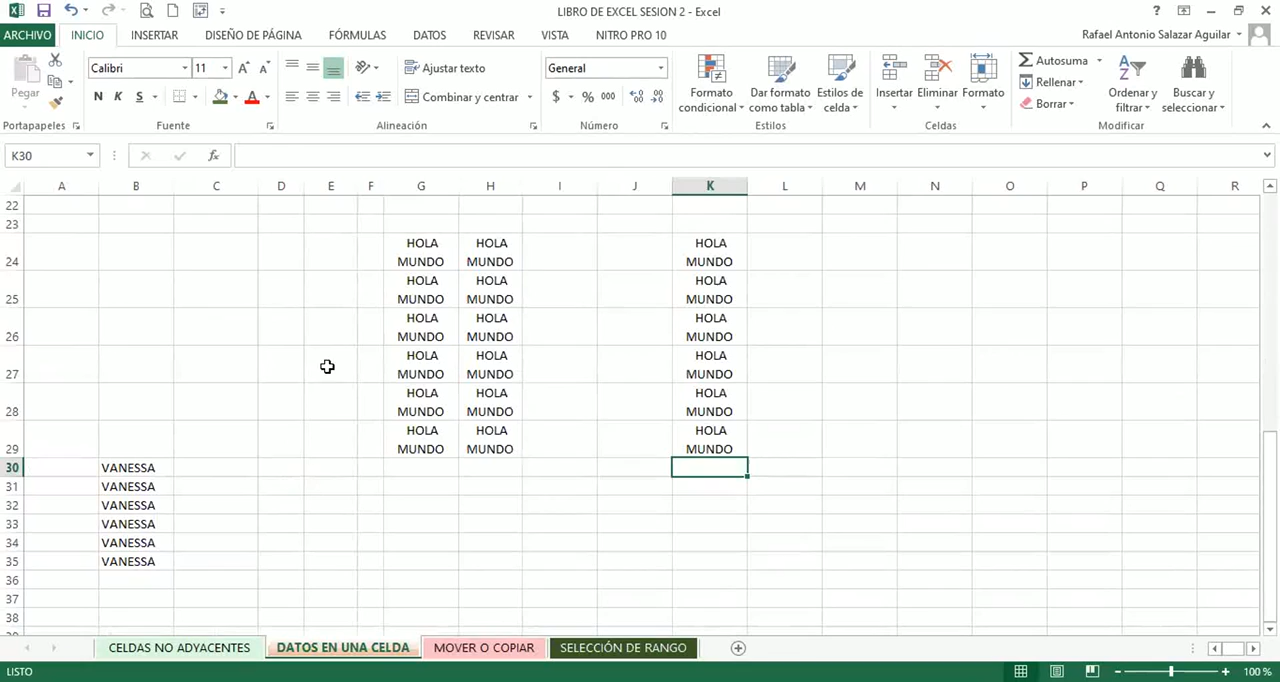 LIBRO DE EXCEL SESION 2 - Excel
ARCHIVO INICIO INSERTAR DISEÑO DE PÁGINA FÓRMULAS DATOS REVISAR VISTA NITRO PRO 10 Rafael Antonio Salazar Aguilar
Calibri 11 Ajustar texto General Autosuma
Pegar Rellenar
N K S Combinar y centrar $ % 000 Formato condicional Dar formato como tabla Estilos de celda Insertar Eliminar Formato Borrar Ordenar y filtrar Buscar y seleccionar
Portapapeles Fuente Alineación Número Estilos Celdas Modificar
K30 fx
A B C D E F G H I J K L M N O P Q R
22
23
HOLA HOLA HOLA
24 MUNDO MUNDO MUNDO
HOLA HOLA HOLA
25 MUNDO MUNDO MUNDO
HOLA HOLA HOLA
26 MUNDO MUNDO MUNDO
HOLA HOLA HOLA
27 MUNDO MUNDO MUNDO
HOLA HOLA HOLA
28 MUNDO MUNDO MUNDO
HOLA HOLA HOLA
29 MUNDO MUNDO MUNDO
30 VANESSA
31 VANESSA
32 VANESSA
33 VANESSA
34 VANESSA
35 VANESSA
36
37
38
CELDAS NO ADYACENTES DATOS EN UNA CELDA MOVER O COPIAR SELECCIÓN DE RANGO
LISTO 100 %